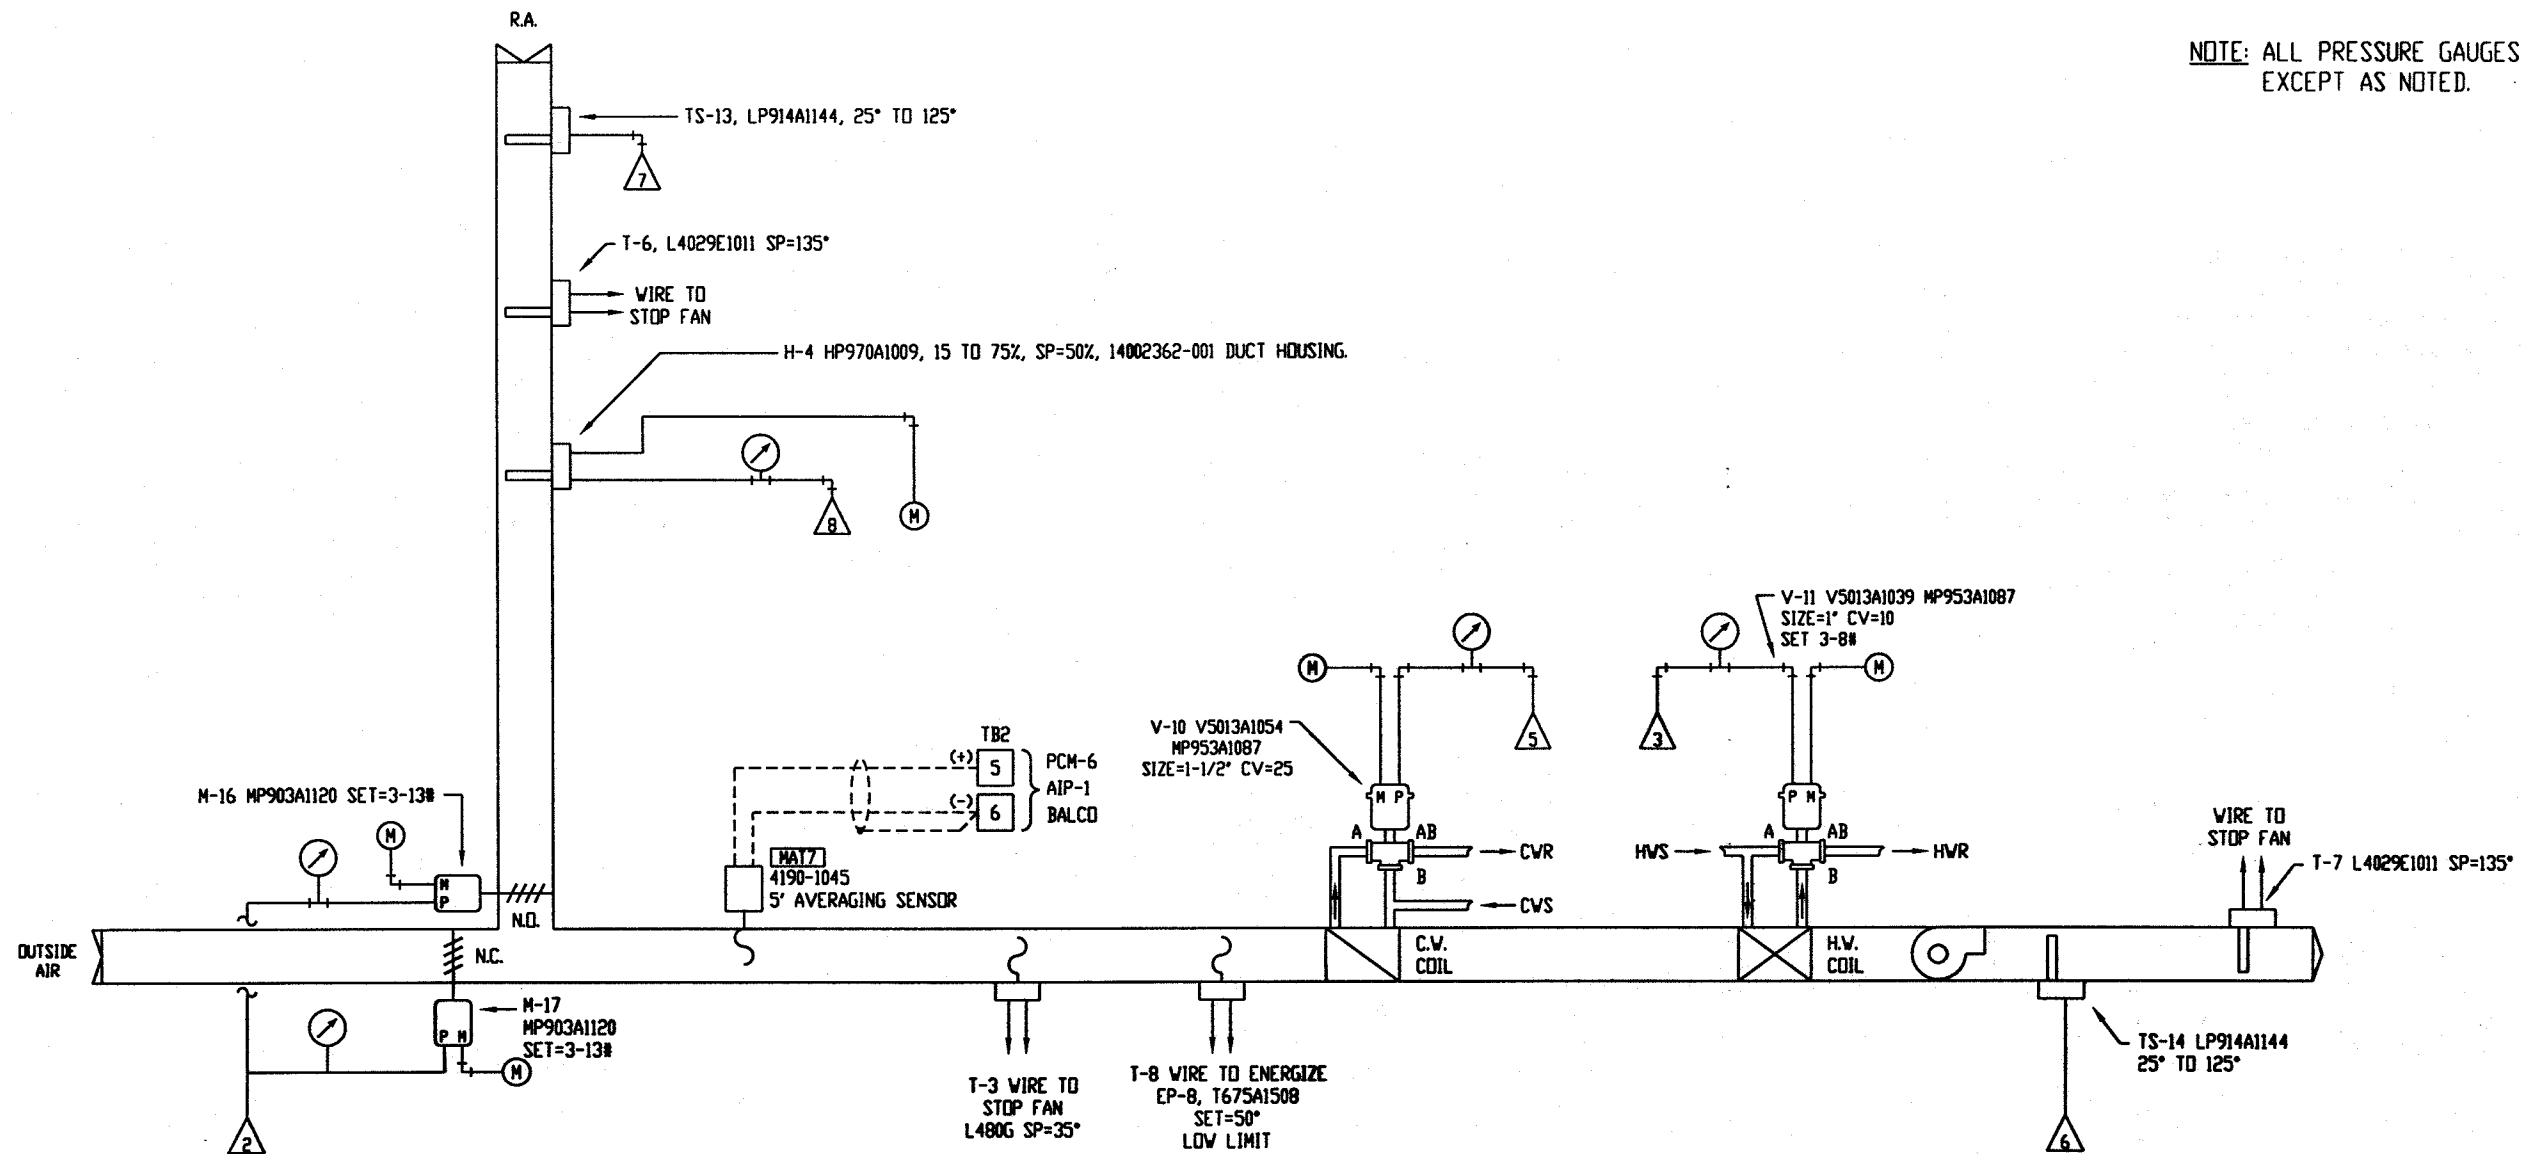 R.A.
NOTE: ALL PRESSURE GAUGES
EXCEPT AS NOTED.
TS-13, LP914A1144, 25° TO 125°
7
T-6, L4029E1011 SP=135°
WIRE TO
STOP FAN
H-4 HP970A1009, 15 TO 75%, SP=50%, 14002362-001 DUCT HOUSING.
8
M
V-11 V5013A1039 MP953A1087
SIZE=1" CV=10
SET 3-8#
M
M
5
3
V-10 V5013A1054
MP953A1087
SIZE=1-1/2" CV=25
TB2
(+)
5
(-)
6
PCM-6
AIP-1
BALCO
M P
P M
M-16 MP903A1120 SET=3-13#
M
M
P
N.O.
MAT7
4190-1045
5' AVERAGING SENSOR
A
AB
CWR
B
CWS
HWS
A
AB
HWR
B
WIRE TO
STOP FAN
T-7 L4029E1011 SP=135°
OUTSIDE
AIR
N.C.
C.W.
COIL
H.W.
COIL
M-17
MP903A1120
SET=3-13#
P M
M
2
T-3 WIRE TO
STOP FAN
L480G SP=35°
T-8 WIRE TO ENERGIZE
EP-8, T675A1508
SET=50°
LOW LIMIT
TS-14 LP914A1144
25° TO 125°
6